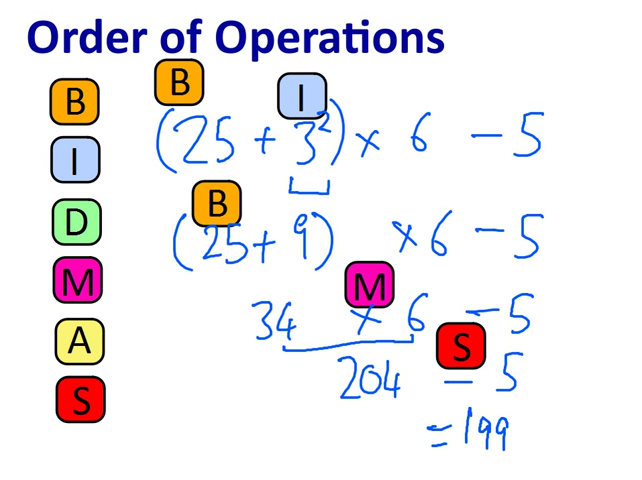 Order of Operations
B
B
I
(25 + 3²) × 6 - 5
I
B
D
(25 + 9) × 6 - 5
M
M
34 × 6 - 5
A
S
204 - 5
S
= 199